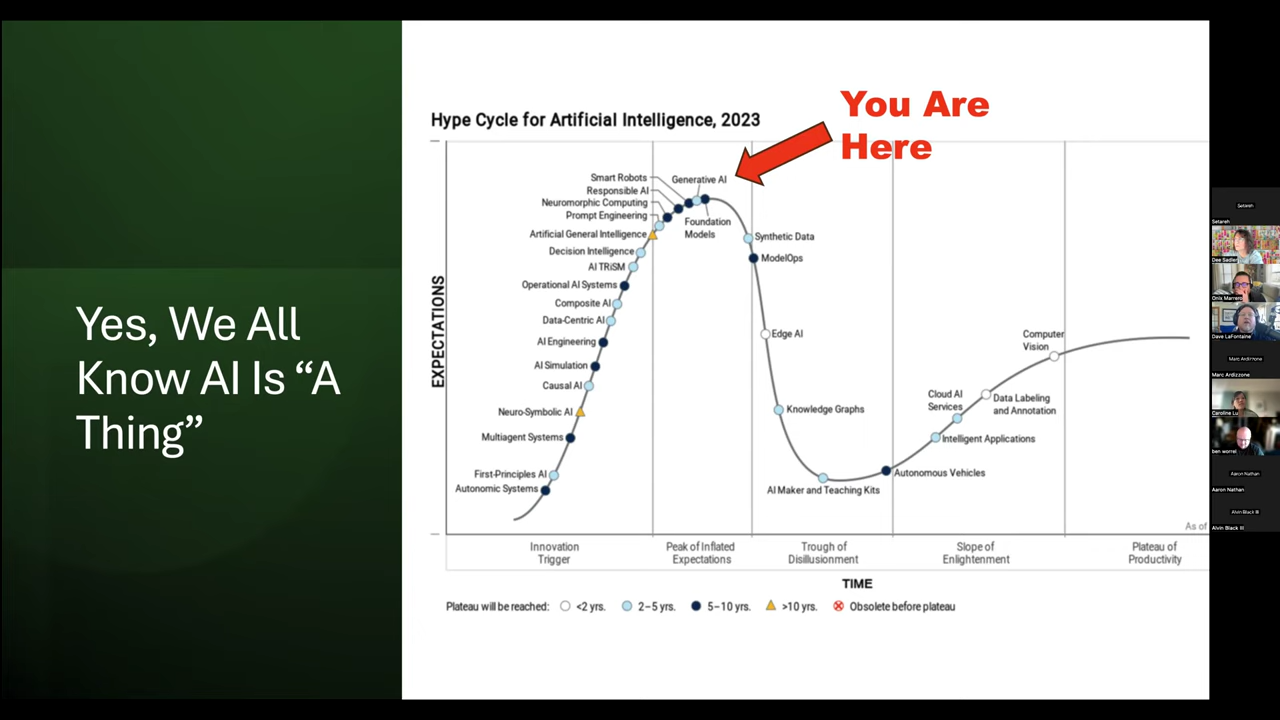 Yes, We All
Know AI Is “A
Thing”
Hype Cycle for Artificial Intelligence, 2023
You Are
Here
EXPECTATIONS
Smart Robots
Responsible AI
Neuromorphic Computing
Prompt Engineering
Artificial General Intelligence
Decision Intelligence
AI TRiSM
Operational AI Systems
Composite AI
Data-Centric AI
AI Engineering
AI Simulation
Causal AI
Neuro-Symbolic AI
Multiagent Systems
First-Principles AI
Autonomic Systems
Generative AI
Foundation
Models
Synthetic Data
ModelOps
Edge AI
Knowledge Graphs
AI Maker and Teaching Kits
Autonomous Vehicles
Intelligent Applications
Cloud AI
Services
Data Labeling
and Annotation
Computer
Vision
As of
Innovation
Trigger
Peak of Inflated
Expectations
Trough of
Disillusionment
Slope of
Enlightenment
Plateau of
Productivity
TIME
Plateau will be reached: <2 yrs. 2–5 yrs. 5–10 yrs. >10 yrs. Obsolete before plateau
Setareh
Setareh
Dee Sadler
Onix Marrero
Dave LaFontaine
Marc Ardizzone
Marc Ardizzone
Caroline Lu
ben worrel
Aaron Nathan
Aaron Nathan
Alvin Black III
Alvin Black III